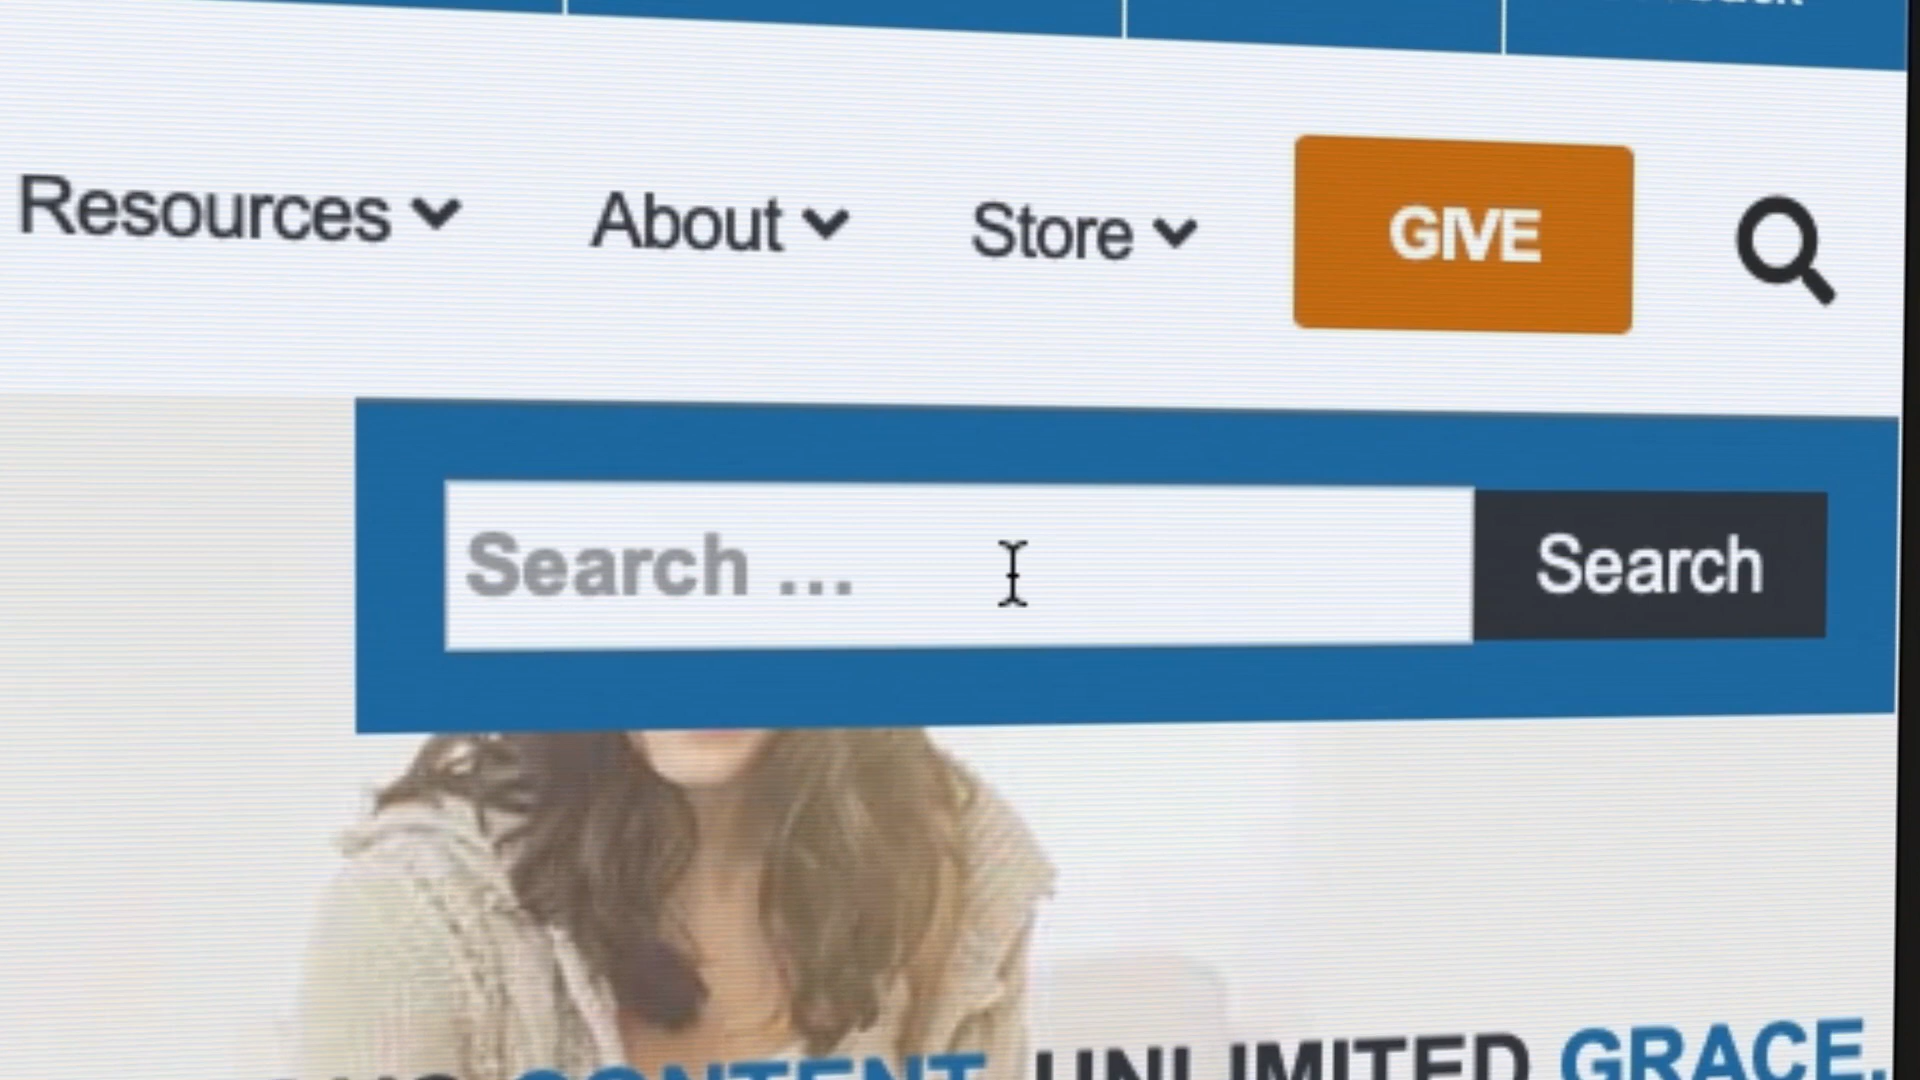 Resources About Store GIVE
Search ... Search
CONTENT. UNLIMITED GRACE.